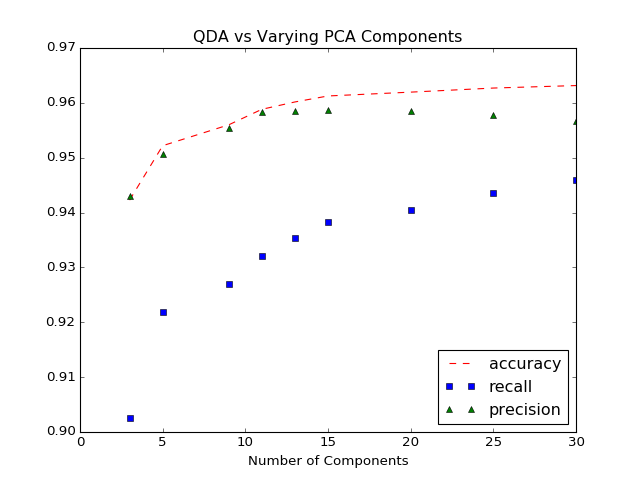 QDA vs Varying PCA Components
0.97
0.96
0.95
0.94
0.93
0.92
0.91
0.90
accuracy
recall
precision
0 5 10 15 20 25 30
Number of Components